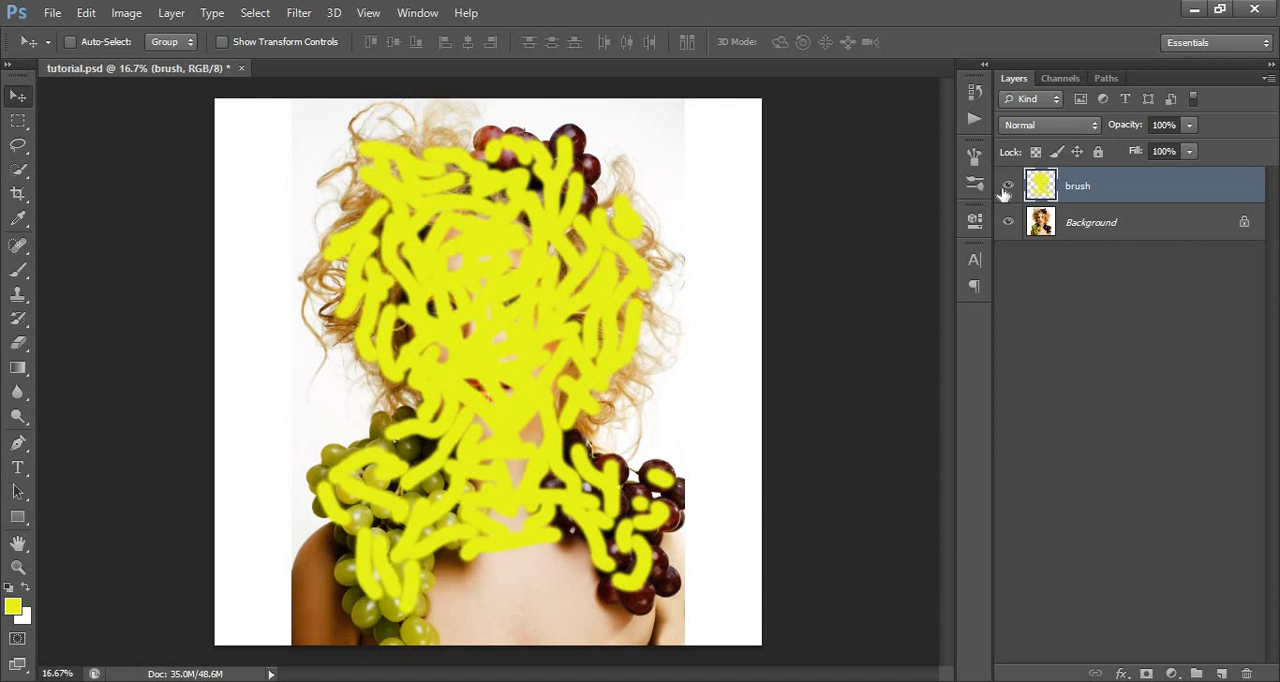 Ps File Edit Image Layer Type Select Filter 3D View Window Help
Auto-Select: Group Show Transform Controls 3D Mode: Essentials
tutorial.psd @ 16.7% (brush, RGB/8) * ×
Layers Channels Paths
Kind
Normal Opacity: 100%
Lock: Fill: 100%
brush
Background
16.67% Doc: 35.0M/48.6M